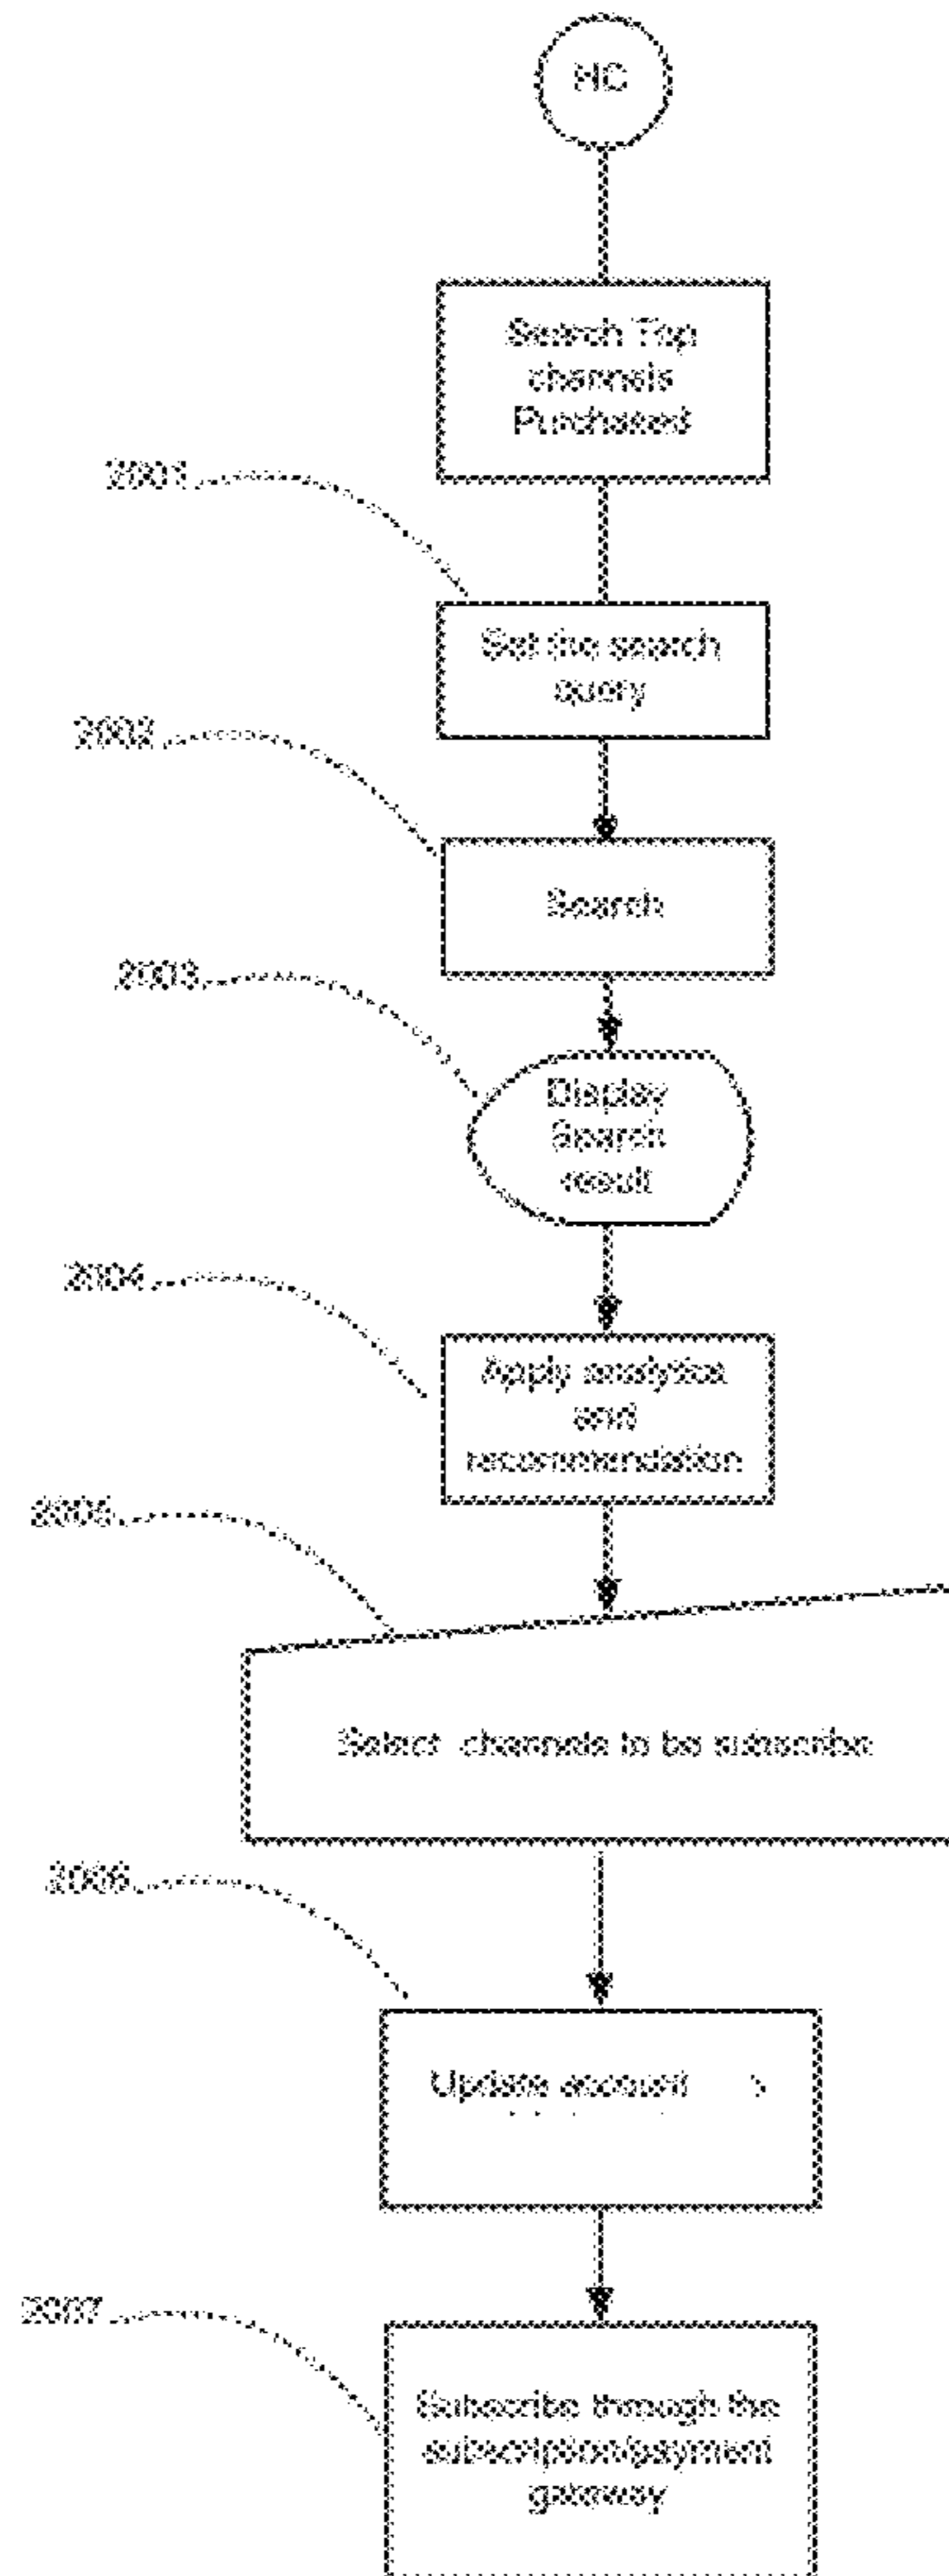 HC
Search Top
channels
Purchased
2001
Set the search
query
2002
Search
2003
Display
Search
result
2004
Apply analytics
and
recommendation
2005
Select channels to be subscribe
2006
Update account
2007
Subscribe through the
subscription/payment
gateway